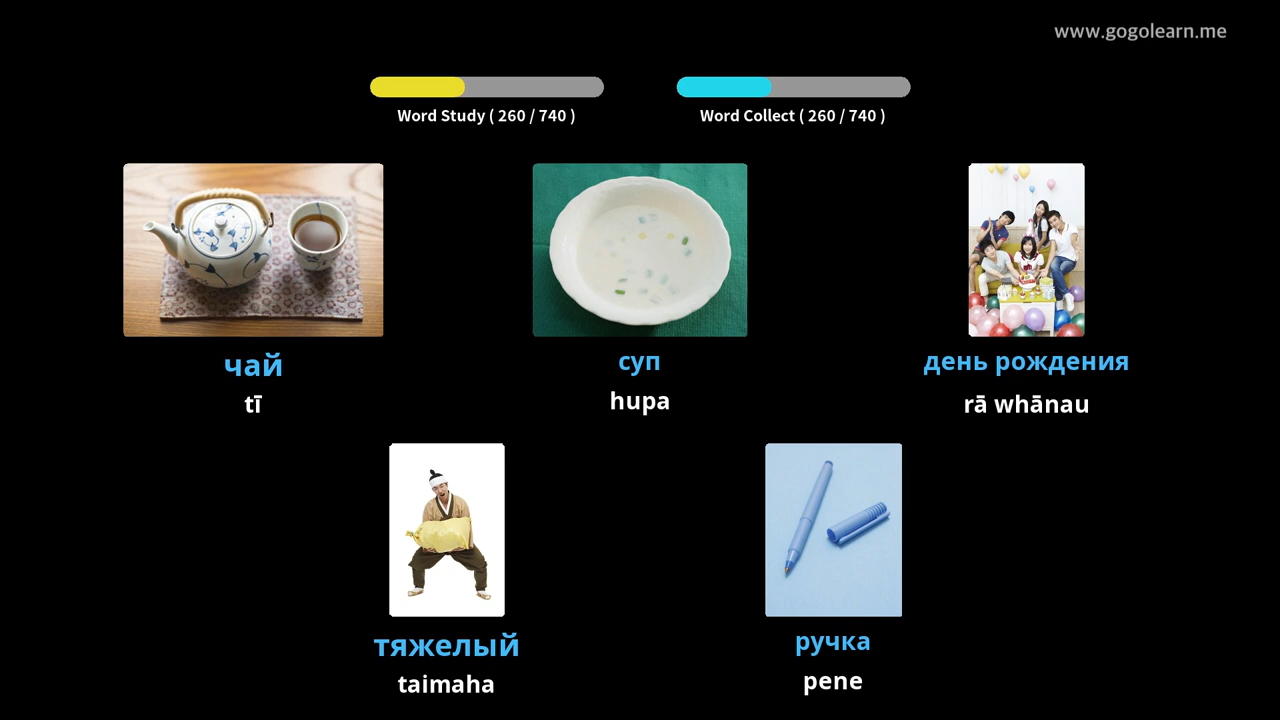 www.gogolearn.me
Word Study ( 260 / 740 )
Word Collect ( 260 / 740 )
чай
tī
суп
hupa
день рождения
rā whānau
тяжелый
taimaha
ручка
pene